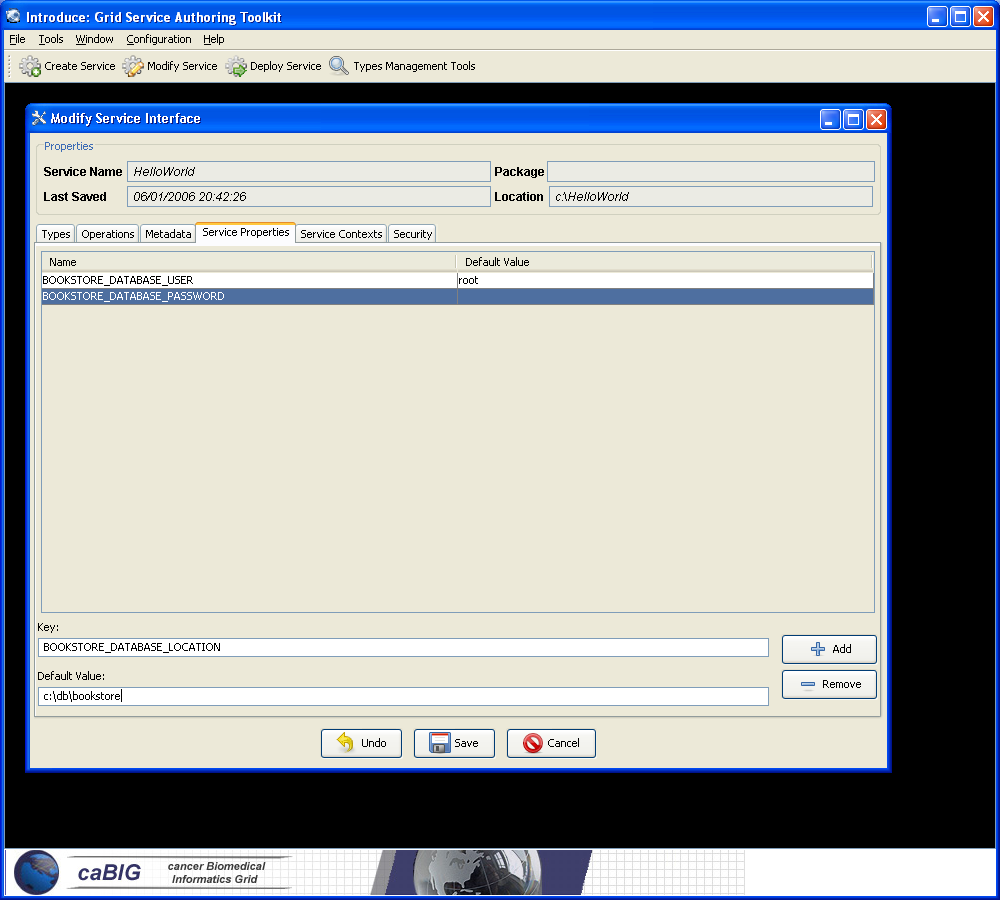 Introduce: Grid Service Authoring Toolkit
File Tools Window Configuration Help
Create Service Modify Service Deploy Service Types Management Tools
Modify Service Interface
Properties
Service Name HelloWorld Package
Last Saved 06/01/2006 20:42:26 Location c:\HelloWorld
Types Operations Metadata Service Properties Service Contexts Security
Name Default Value
BOOKSTORE_DATABASE_USER root
BOOKSTORE_DATABASE_PASSWORD
Key:
BOOKSTORE_DATABASE_LOCATION
Add
Default Value:
Remove
c:\db\bookstore
Undo Save Cancel
caBIG cancer Biomedical
Informatics Grid